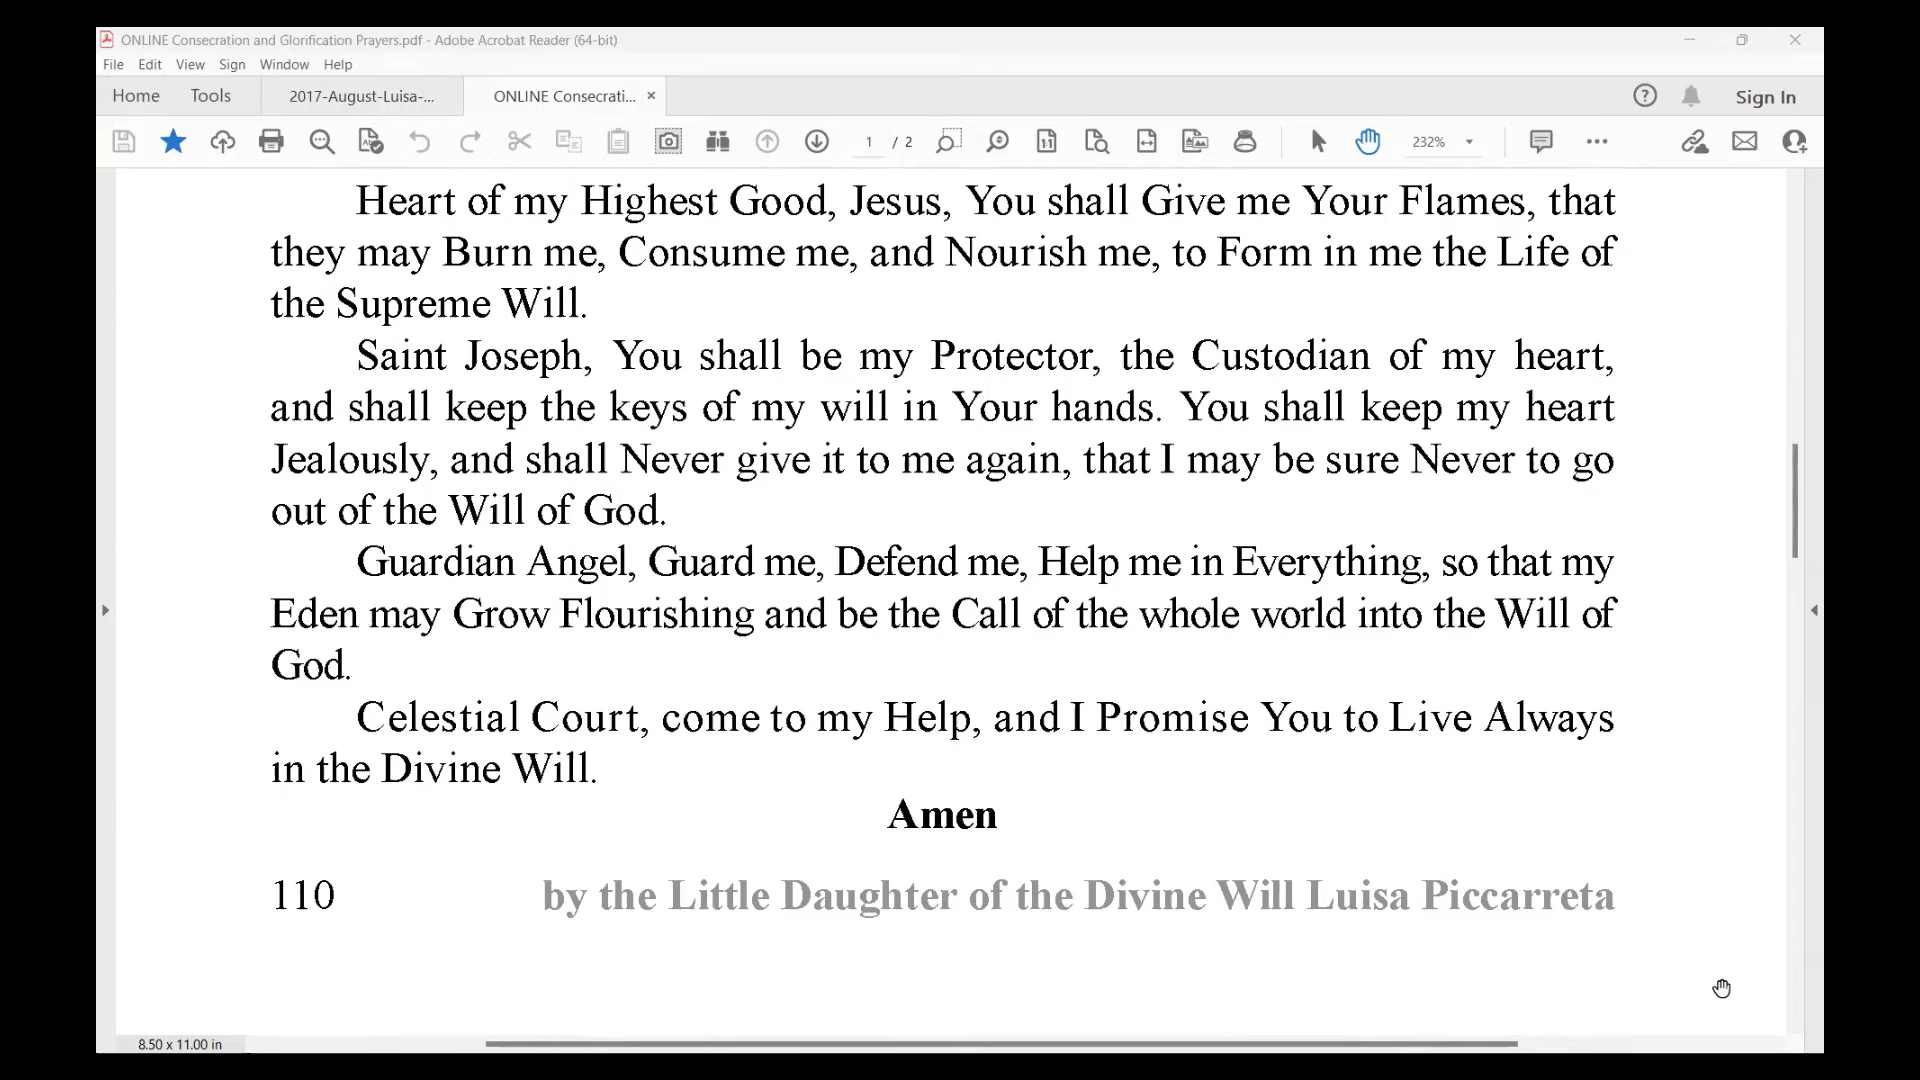 ONLINE Consecration and Glorification Prayers.pdf - Adobe Acrobat Reader (64-bit)
File Edit View Sign Window Help
Home Tools 2017-August-Luisa-... ONLINE Consecrati... × Sign In
1 / 2 232%
Heart of my Highest Good, Jesus, You shall Give me Your Flames, that
they may Burn me, Consume me, and Nourish me, to Form in me the Life of
the Supreme Will.
Saint Joseph, You shall be my Protector, the Custodian of my heart,
and shall keep the keys of my will in Your hands. You shall keep my heart
Jealously, and shall Never give it to me again, that I may be sure Never to go
out of the Will of God.
Guardian Angel, Guard me, Defend me, Help me in Everything, so that my
Eden may Grow Flourishing and be the Call of the whole world into the Will of
God.
Celestial Court, come to my Help, and I Promise You to Live Always
in the Divine Will.
Amen
110 by the Little Daughter of the Divine Will Luisa Piccarreta
8.50 x 11.00 in